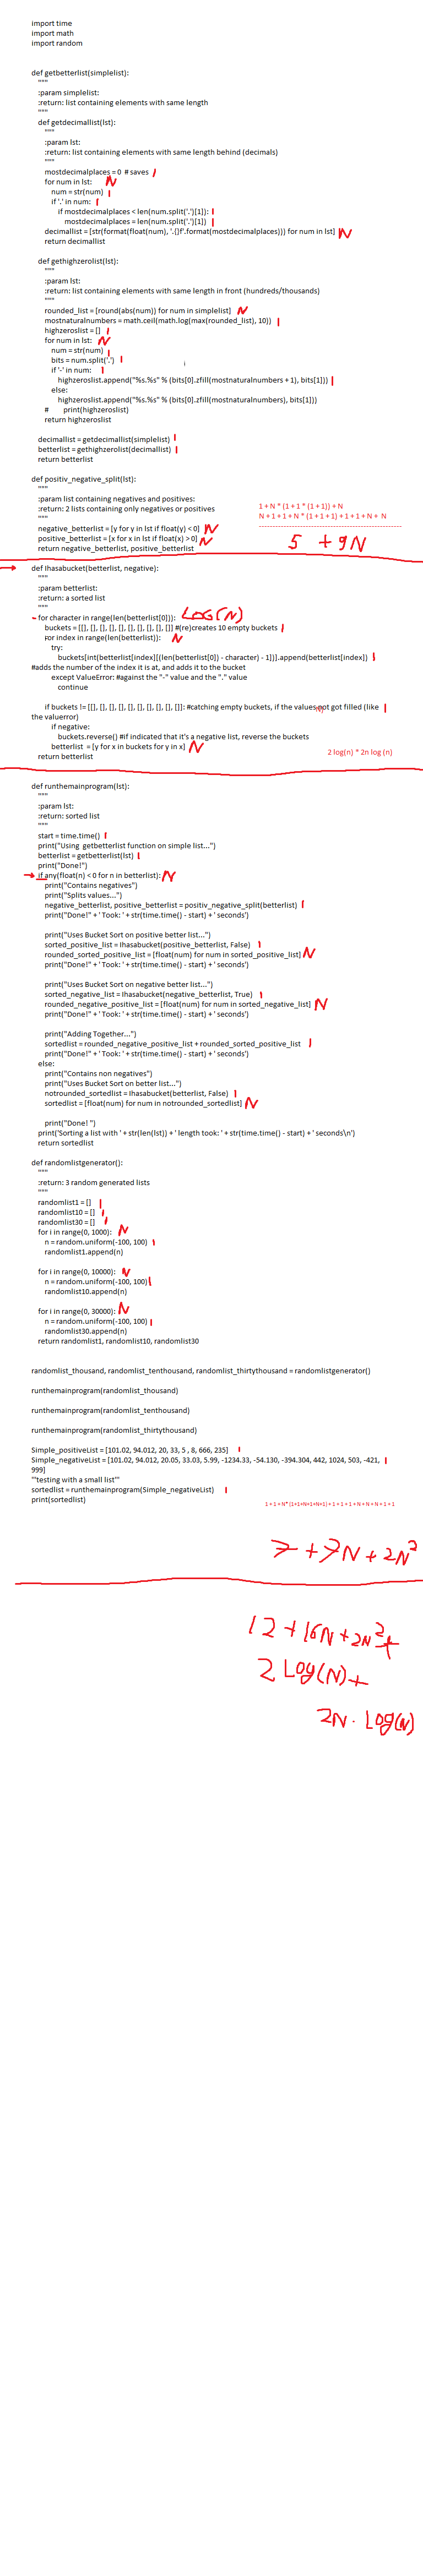 import time
import math
import random
def getbetterlist(simplelist):
"""
:param simplelist:
:return: list containing elements with same length
"""
def getdecimallist(lst):
"""
:param lst:
:return: list containing elements with same length behind (decimals)
"""
mostdecimalplaces = 0  # saves 1
for num in lst: N
num = str(num) 1
if '.' in num: 1
if mostdecimalplaces < len(num.split('.')[1]): 1
mostdecimalplaces = len(num.split('.')[1]) 1
decimallist = [str(format(float(num), '.{}f'.format(mostdecimalplaces))) for num in lst] N
return decimallist
def gethighzerolist(lst):
"""
:param lst:
:return: list containing elements with same length in front (hundreds/thousands)
"""
rounded_list = [round(abs(num)) for num in simplelist] N
mostnaturalnumbers = math.ceil(math.log(max(rounded_list), 10)) 1
highzeroslist = [] 1
for num in lst: N
num = str(num) 1
bits = num.split('.') 1
i
if '-' in num: 1
highzeroslist.append("%s.%s" % (bits[0].zfill(mostnaturalnumbers + 1), bits[1])) 1
else:
highzeroslist.append("%s.%s" % (bits[0].zfill(mostnaturalnumbers), bits[1]))
#        print(highzeroslist)
return highzeroslist
decimallist = getdecimallist(simplelist) 1
betterlist = gethighzerolist(decimallist) 1
return betterlist
def positiv_negative_split(lst):
"""
:param list containing negatives and positives:
:return: 2 lists containing only negatives or positives
"""
negative_betterlist = [y for y in lst if float(y) < 0] N
positive_betterlist = [x for x in lst if float(x) > 0] N
return negative_betterlist, positive_betterlist
1 + N * (1 + 1 * (1 + 1)) + N
N + 1 + 1 + N * (1 + 1 + 1) + 1 + 1 + N + N
------------------------------------------------------
5 + 9N
def Ihasabucket(betterlist, negative):
"""
:param betterlist:
:return: a sorted list
"""
for character in range(len(betterlist[0])): LOG(N)
buckets = [[], [], [], [], [], [], [], [], [], []] #(re)creates 10 empty buckets 1
for index in range(len(betterlist)): N
try:
buckets[int(betterlist[index][(len(betterlist[0]) - character) - 1])].append(betterlist[index]) 1
#adds the number of the index it is at, and adds it to the bucket
except ValueError: #against the "-" value and the "." value
continue
if buckets != [[], [], [], [], [], [], [], [], [], []]: #catching empty buckets, if the values not got filled (like 1
the valuerror)
if negative:
buckets.reverse() #if indicated that it's a negative list, reverse the buckets
betterlist  = [y for x in buckets for y in x] N
return betterlist
2 log(n) * 2n log (n)
def runthemainprogram(lst):
"""
:param lst:
:return: sorted list
"""
start = time.time() 1
print("Using  getbetterlist function on simple list...")
betterlist = getbetterlist(lst) 1
print("Done!")
if any(float(n) < 0 for n in betterlist): N
print("Contains negatives")
print("Splits values...")
negative_betterlist, positive_betterlist = positiv_negative_split(betterlist) 1
print("Done!" + ' Took: ' + str(time.time() - start) + ' seconds')
print("Uses Bucket Sort on positive better list...")
sorted_positive_list = Ihasabucket(positive_betterlist, False) 1
rounded_sorted_positive_list = [float(num) for num in sorted_positive_list] N
print("Done!" + ' Took: ' + str(time.time() - start) + ' seconds')
print("Uses Bucket Sort on negative better list...")
sorted_negative_list = Ihasabucket(negative_betterlist, True) 1
rounded_negative_positive_list = [float(num) for num in sorted_negative_list] N
print("Done!" + ' Took: ' + str(time.time() - start) + ' seconds')
print("Adding Together...")
sortedlist = rounded_negative_positive_list + rounded_sorted_positive_list 1
print("Done!" + ' Took: ' + str(time.time() - start) + ' seconds')
else:
print("Contains non negatives")
print("Uses Bucket Sort on better list...")
notrounded_sortedlist = Ihasabucket(betterlist, False) 1
sortedlist = [float(num) for num in notrounded_sortedlist] N
print("Done! ")
print('Sorting a list with ' + str(len(lst)) + ' length took: ' + str(time.time() - start) + ' seconds\n')
return sortedlist
def randomlistgenerator():
"""
:return: 3 random generated lists
"""
randomlist1 = [] 1
randomlist10 = [] 1
randomlist30 = [] 1
for i in range(0, 1000): N
n = random.uniform(-100, 100) 1
randomlist1.append(n)
for i in range(0, 10000): N
n = random.uniform(-100, 100) 1
randomlist10.append(n)
for i in range(0, 30000): N
n = random.uniform(-100, 100) 1
randomlist30.append(n)
return randomlist1, randomlist10, randomlist30
randomlist_thousand, randomlist_tenthousand, randomlist_thirtythousand = randomlistgenerator()
runthemainprogram(randomlist_thousand)
runthemainprogram(randomlist_tenthousand)
runthemainprogram(randomlist_thirtythousand)
Simple_positiveList = [101.02, 94.012, 20, 33, 5 , 8, 666, 235] 1
Simple_negativeList = [101.02, 94.012, 20.05, 33.03, 5.99, -1234.33, -54.130, -394.304, 442, 1024, 503, -421, 1
999]
'''testing with a small list'''
sortedlist = runthemainprogram(Simple_negativeList) 1
print(sortedlist)
1 + 1 + N* (1+1+N+1+N+1) + 1 + 1 + 1 + N + N + N + 1 + 1
7 + 7N + 2N²
12 + 16N + 2N² +
2 Log(N) +
2N . Log(N)